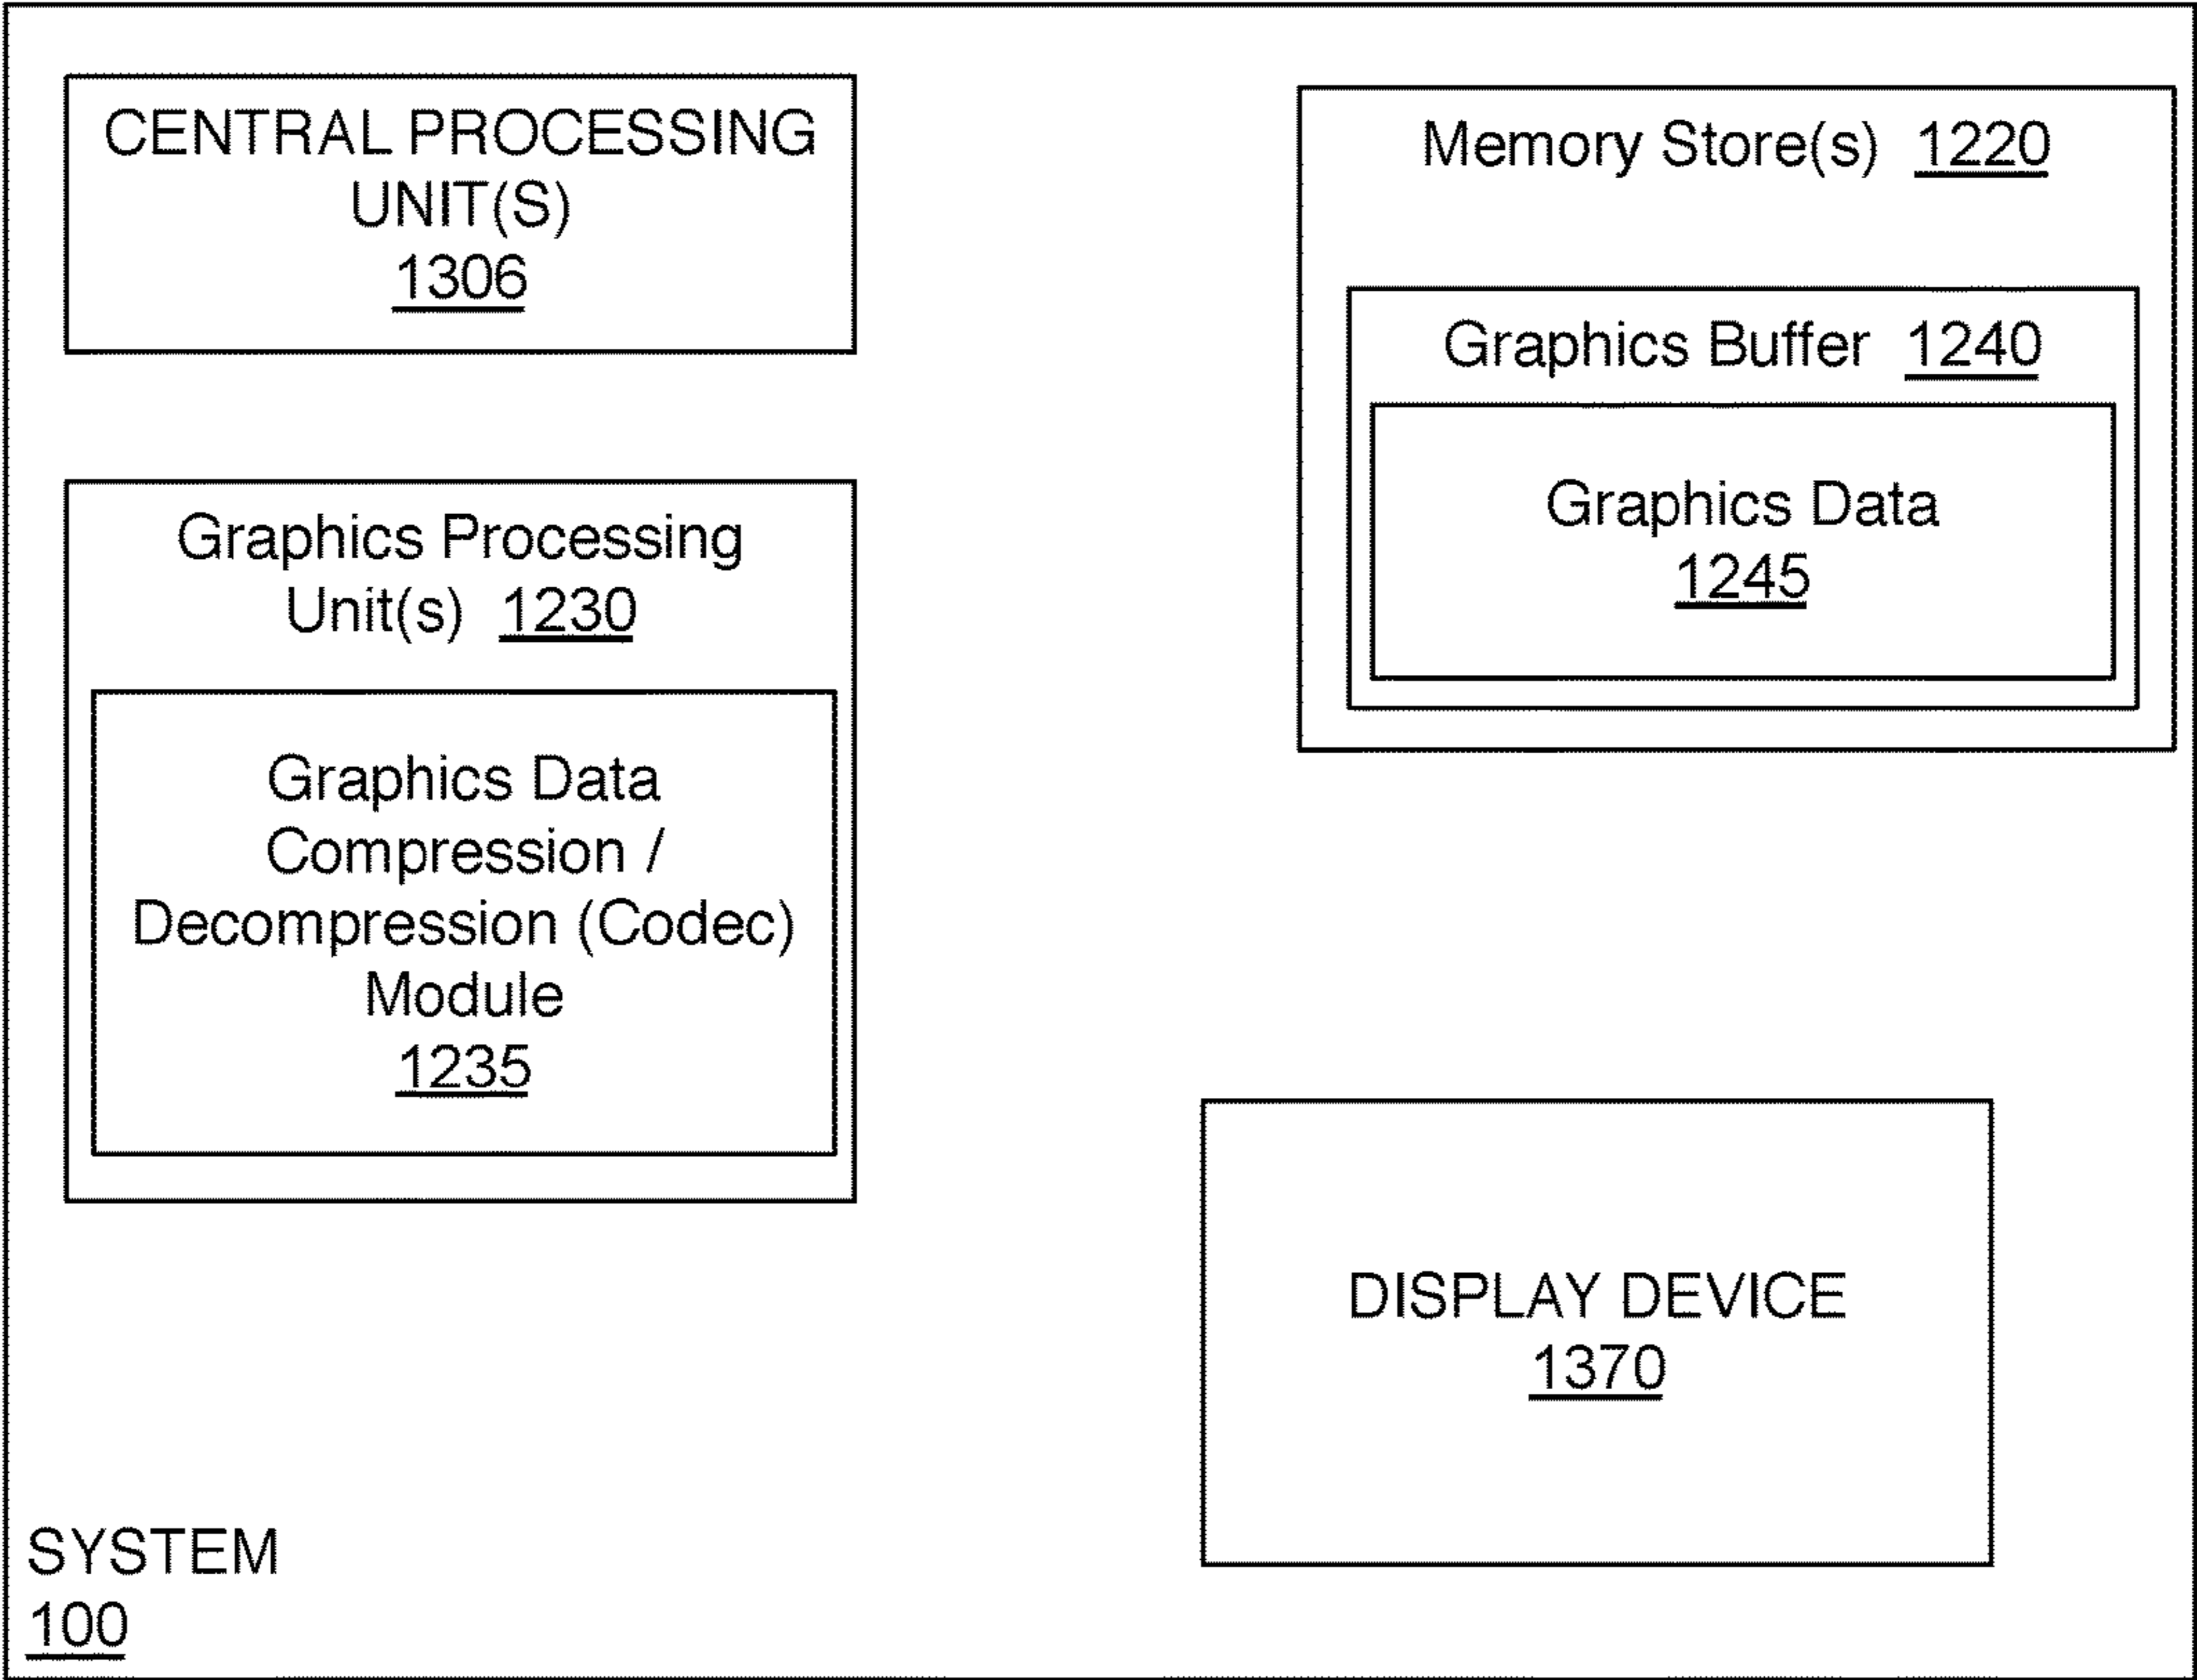 CENTRAL PROCESSING
UNIT(S)
1306
Memory Store(s) 1220
Graphics Buffer 1240
Graphics Data
1245
Graphics Processing
Unit(s) 1230
Graphics Data
Compression /
Decompression (Codec)
Module
1235
DISPLAY DEVICE
1370
SYSTEM
100